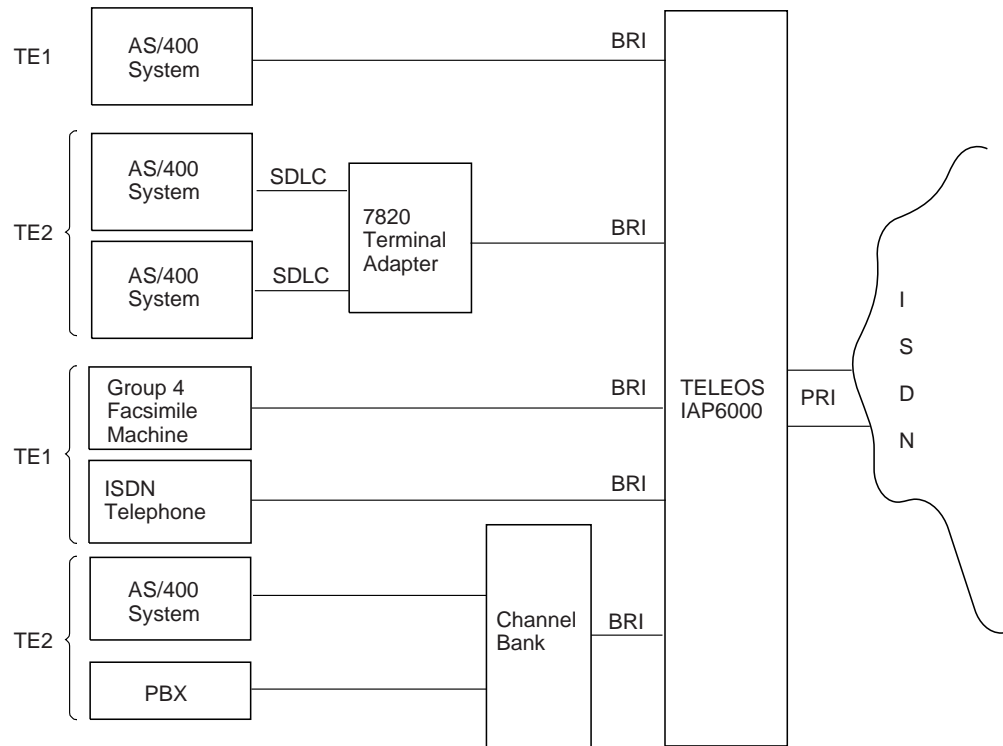 TE1
AS/400
System
BRI
TE2
AS/400
System
SDLC
AS/400
System
SDLC
7820
Terminal
Adapter
BRI
TE1
Group 4
Facsimile
Machine
BRI
ISDN
Telephone
BRI
TE2
AS/400
System
PBX
Channel
Bank
BRI
TELEOS
IAP6000
PRI
I
S
D
N